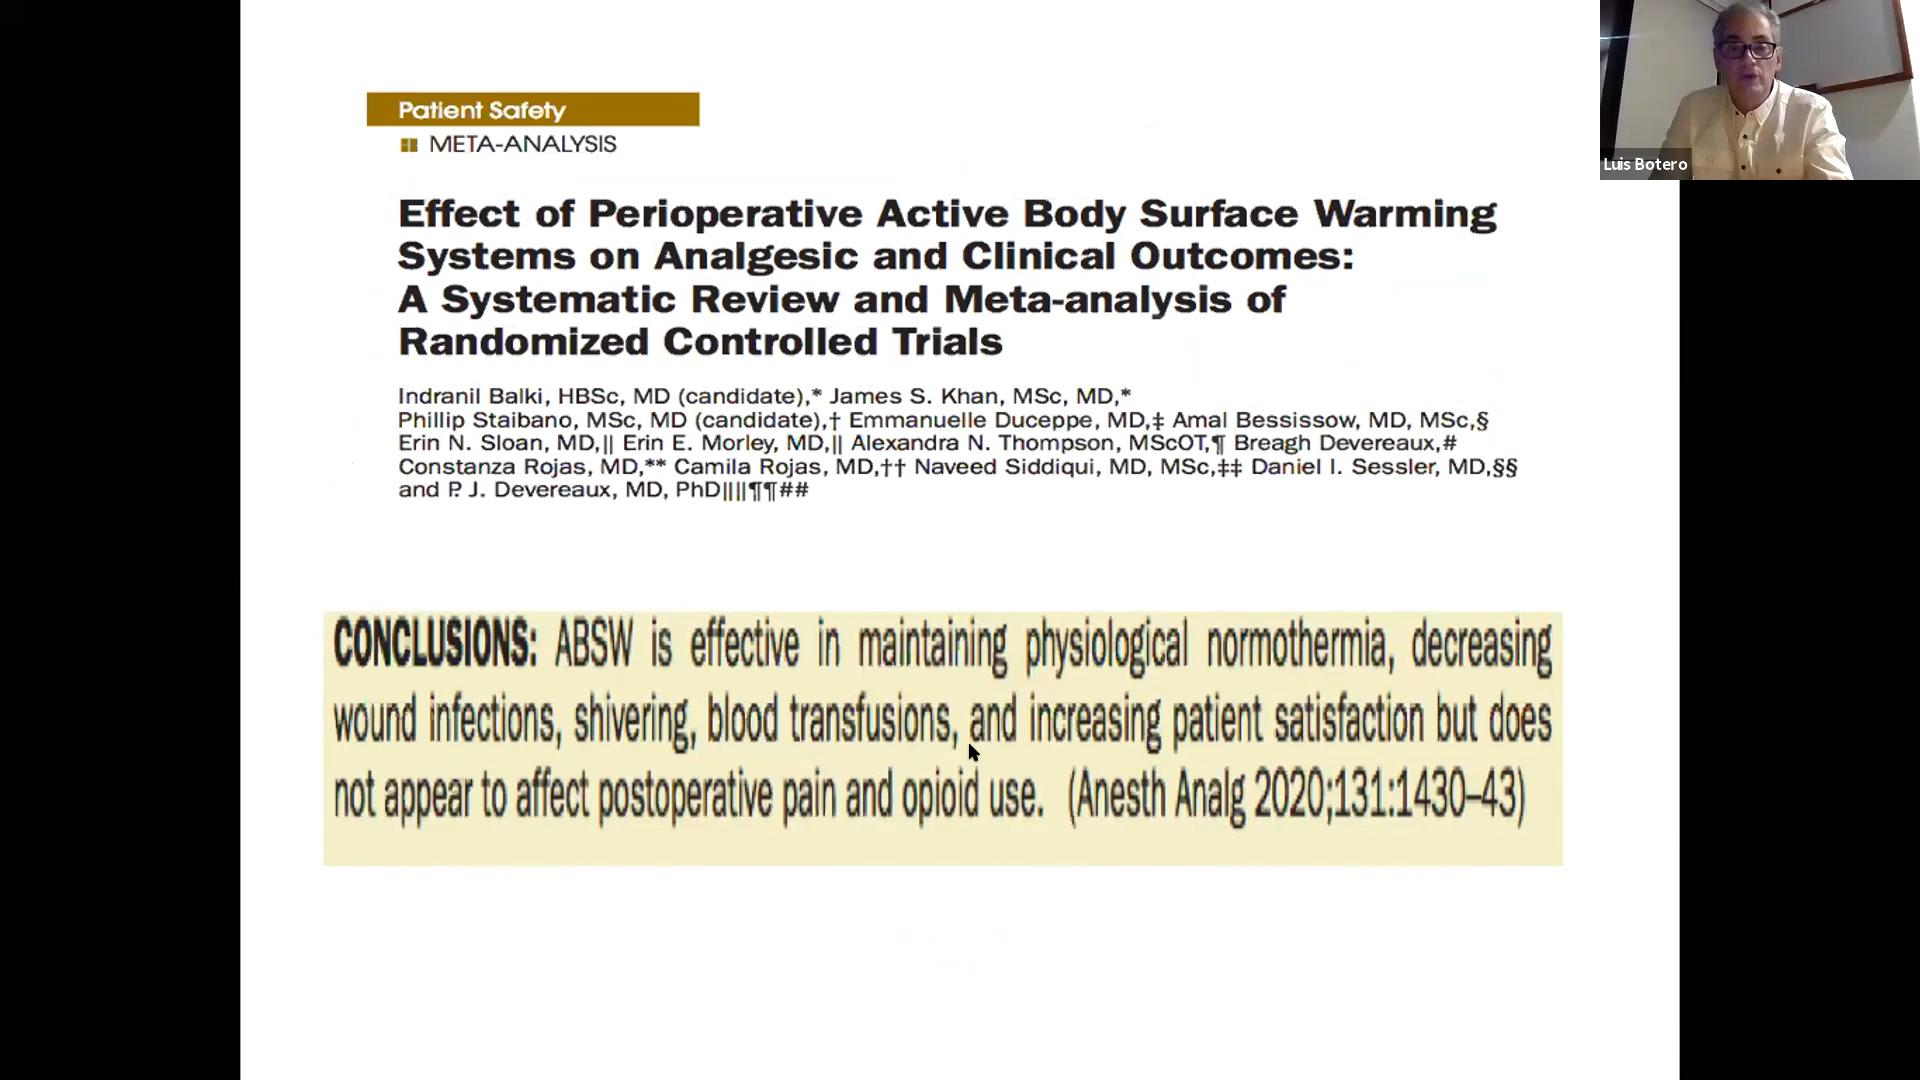 Patient Safety
META-ANALYSIS
Effect of Perioperative Active Body Surface Warming
Systems on Analgesic and Clinical Outcomes:
A Systematic Review and Meta-analysis of
Randomized Controlled Trials
Indranil Balki, HBSc, MD (candidate),* James S. Khan, MSc, MD,*
Phillip Staibano, MSc, MD (candidate),† Emmanuelle Duceppe, MD,‡ Amal Bessissow, MD, MSc,§
Erin N. Sloan, MD,|| Erin E. Morley, MD,|| Alexandra N. Thompson, MScOT,¶ Breagh Devereaux,#
Constanza Rojas, MD,** Camila Rojas, MD,†† Naveed Siddiqui, MD, MSc,‡‡ Daniel I. Sessler, MD,§§
and P. J. Devereaux, MD, PhD||||¶¶##
CONCLUSIONS: ABSW is effective in maintaining physiological normothermia, decreasing
wound infections, shivering, blood transfusions, and increasing patient satisfaction but does
not appear to affect postoperative pain and opioid use. (Anesth Analg 2020;131:1430–43)
Luis Botero